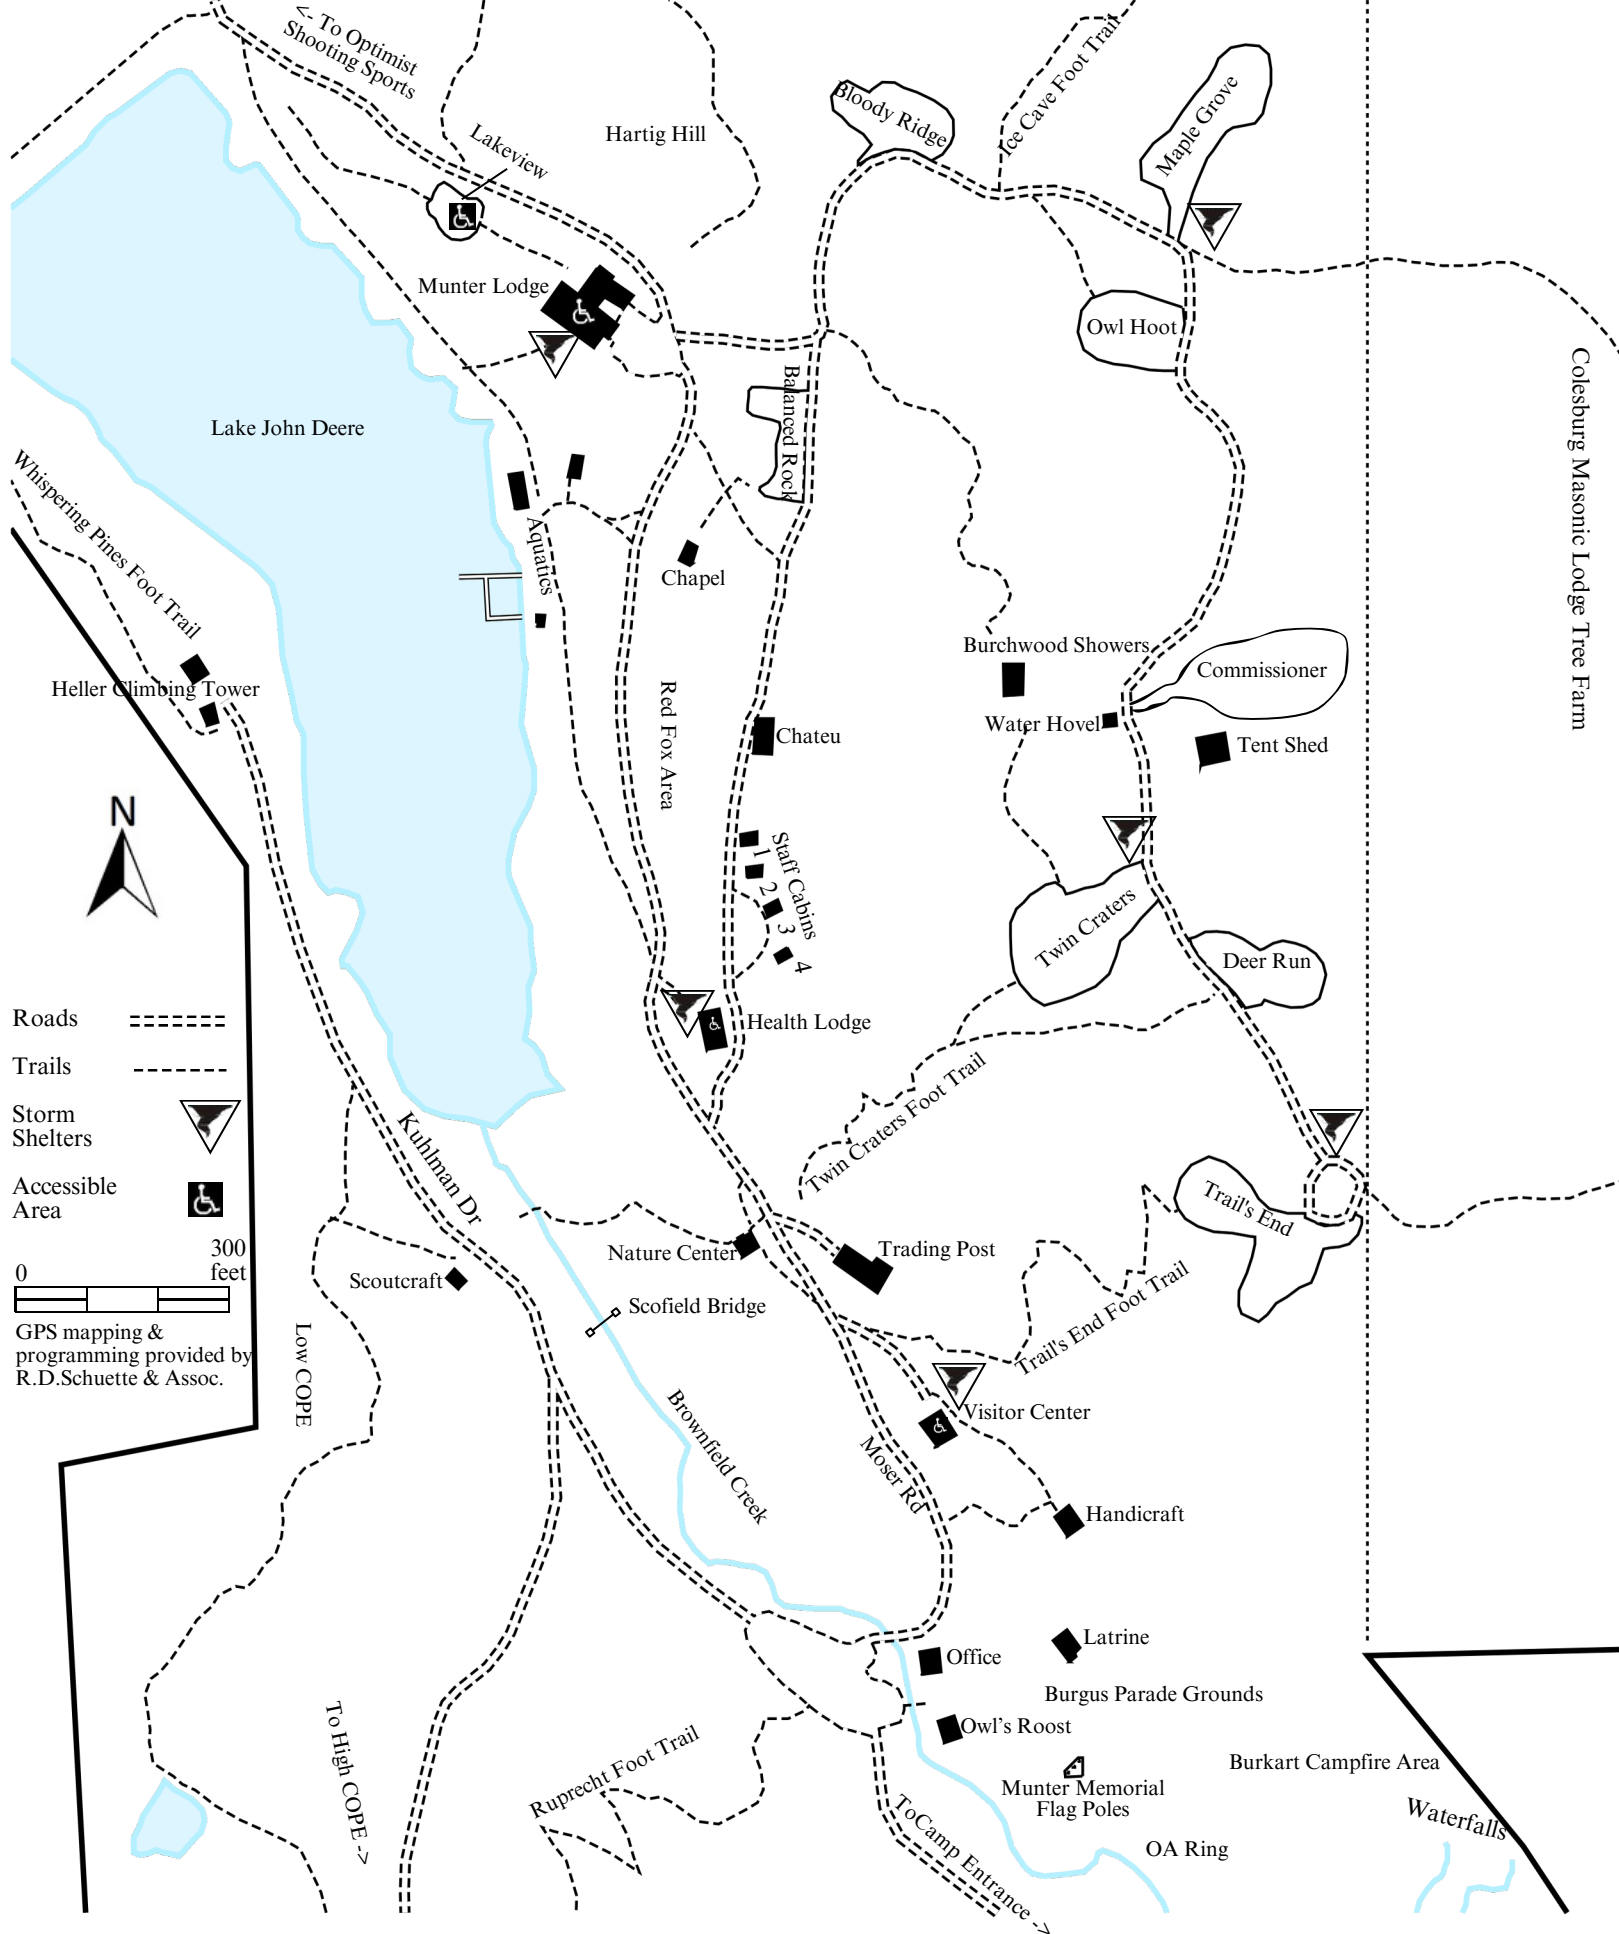 <- To Optimist
Shooting Sports
Lakeview
Hartig Hill
Bloody Ridge
Ice Cave Foot Trail
Maple Grove
Munter Lodge
Owl Hoot
Balanced Rock
Colesburg Masonic Lodge Tree Farm
Lake John Deere
Whispering Pines Foot Trail
Aquatics
Chapel
Burchwood Showers
Commissioner
Heller Climbing Tower
Red Fox Area
Water Hovel
Chateu
Tent Shed
N
Staff Cabins
1
2
3
4
Twin Craters
Deer Run
Health Lodge
Roads
Trails
Storm
Shelters
Accessible
Area
0
300
feet
GPS mapping &
programming provided by
R.D.Schuette & Assoc.
Kuhlman Dr
Twin Craters Foot Trail
Trail's End
Nature Center
Trading Post
Scoutcraft
Scofield Bridge
Trail's End Foot Trail
Low COPE
Brownfield Creek
Visitor Center
Moser Rd
Handicraft
Latrine
Office
Burgus Parade Grounds
Owl's Roost
To High COPE ->
Ruprecht Foot Trail
Burkart Campfire Area
Munter Memorial
Flag Poles
Waterfalls
ToCamp Entrance ->
OA Ring